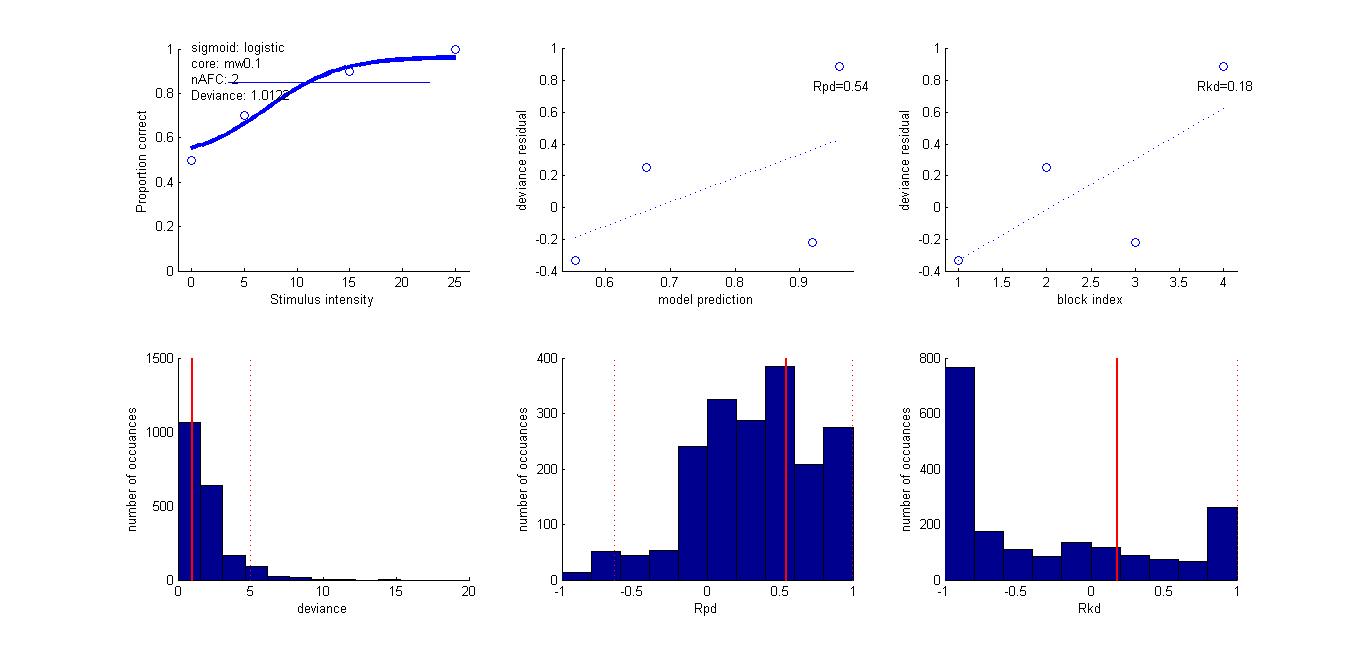 sigmoid: logistic
core: mw0.1
nAFC: 2
Deviance: 1.0122
1
0.8
0.6
0.4
0.2
0
Proportion correct
0 5 10 15 20 25
Stimulus intensity
1
0.8
0.6
0.4
0.2
0
-0.2
-0.4
deviance residual
Rpd=0.54
0.6 0.7 0.8 0.9
model prediction
1
0.8
0.6
0.4
0.2
0
-0.2
-0.4
deviance residual
Rkd=0.18
1 1.5 2 2.5 3 3.5 4
block index
1500
1000
500
0
number of occuances
0 5 10 15 20
deviance
400
300
200
100
0
number of occuances
-1 -0.5 0 0.5 1
Rpd
800
600
400
200
0
number of occuances
-1 -0.5 0 0.5 1
Rkd